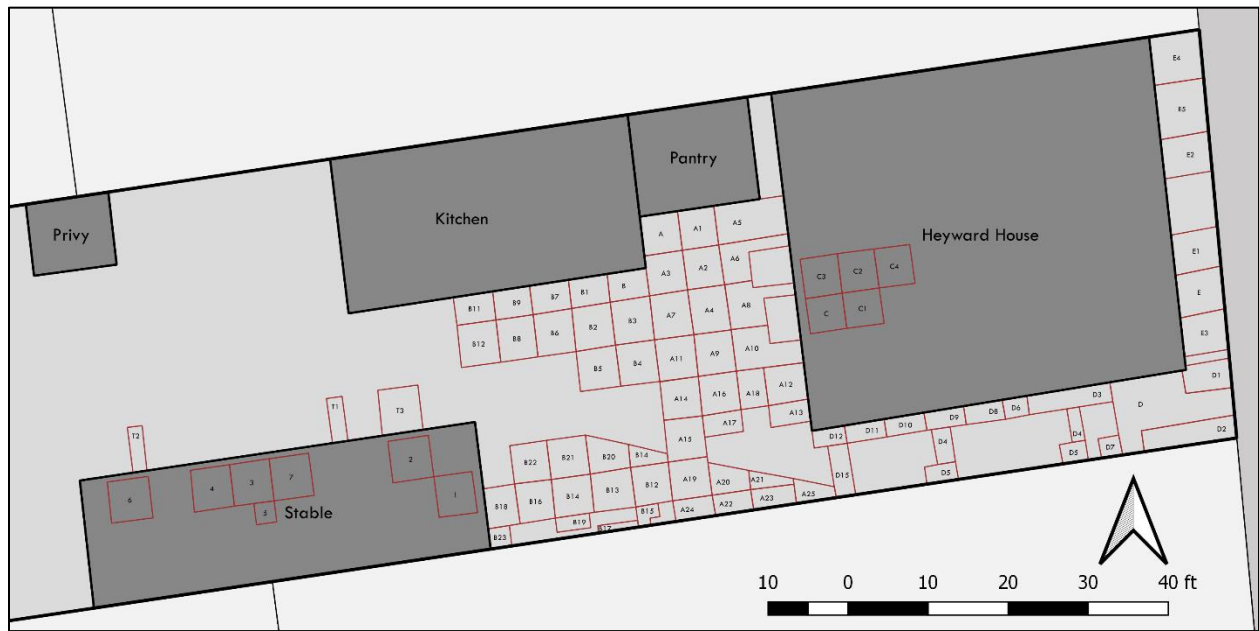 E4
Pantry
E5
E2
Privy
Kitchen
A
A1
A5
Heyward House
A3
A2
A6
C3
C2
C4
E1
B11
B9
B7
B1
B
E
B12
B8
B6
B2
B3
A7
A4
A8
C
C1
E3
B5
B4
A11
A9
A10
D1
T1
T3
A14
A16
A18
A12
D3
D
T2
A17
A13
D12
D11
D10
D9
D8
D6
D2
2
A15
D4
D4
D7
6
4
3
7
B22
B21
B20
B14
D15
D5
D5
1
5
Stable
B18
B16
B14
B13
B12
A19
A20
A21
A25
B23
B19
B17
B15
A24
A22
A23
10 0 10 20 30 40 ft